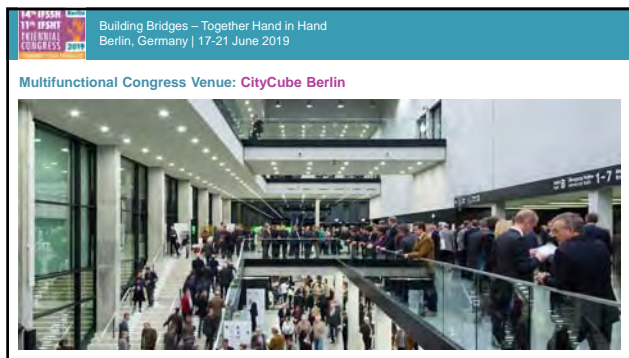 14TH IFSSH Berlin
11TH IFSHT
TRIENNIAL
CONGRESS 2019
Building Bridges – Together Hand in Hand
Berlin, Germany | 17-21 June 2019
Multifunctional Congress Venue: CityCube Berlin
1-7